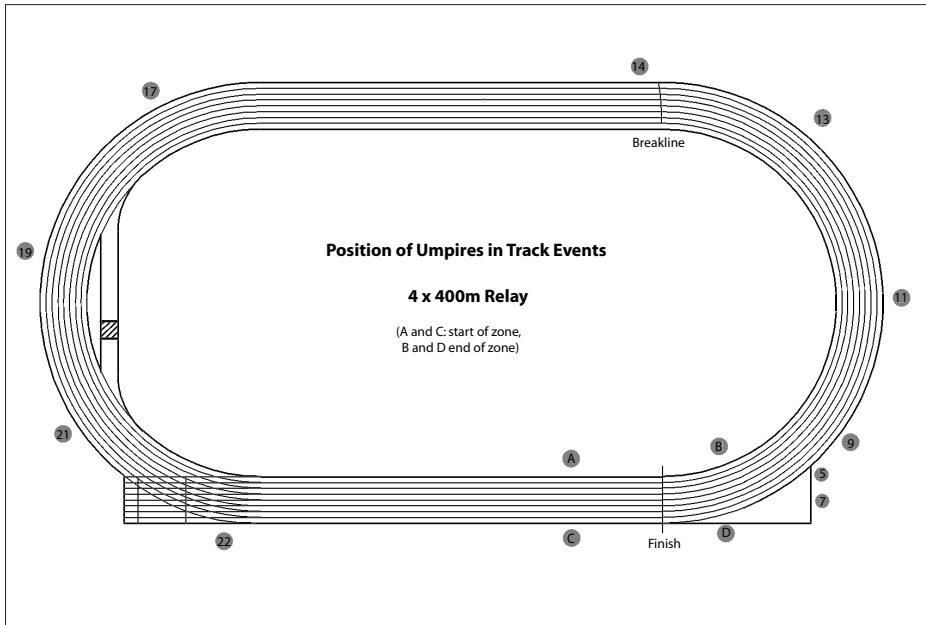 14
17
13
Breakline
19
Position of Umpires in Track Events
4 x 400m Relay
11
(A and C: start of zone,
B and D end of zone)
21
9
B
A
5
7
22
C
D
Finish